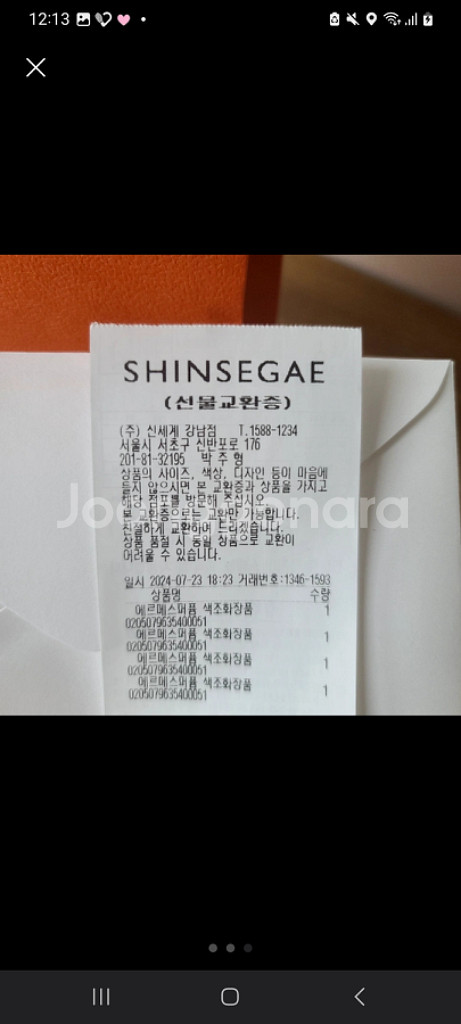 12:13
SHINSEGAE
(선물교환증)
(주) 신세계 강남점 T.1588-1234
서울시 서초구 신반포로 176
201-81-32195 박 주 형
상품의 사이즈, 색상, 디자인 등이 마음에
들지 않으시면 본 교환증과 상품을 가지고
해당 점포를 방문해 주십시오.
본 교환증으로는 교환만 가능합니다.
친절하게 교환하여 드리겠습니다.
상품 품절 시 동일 상품으로 교환이
어려울 수 있습니다.
일시 2024-07-23 18:23 거래번호:1346-1593
상품명 수량
에르메스퍼퓸 색조화장품 1
0205079635400051
에르메스퍼퓸 색조화장품 1
0205079635400051
에르메스퍼퓸 색조화장품 1
0205079635400051
에르메스퍼퓸 색조화장품 1
0205079635400051